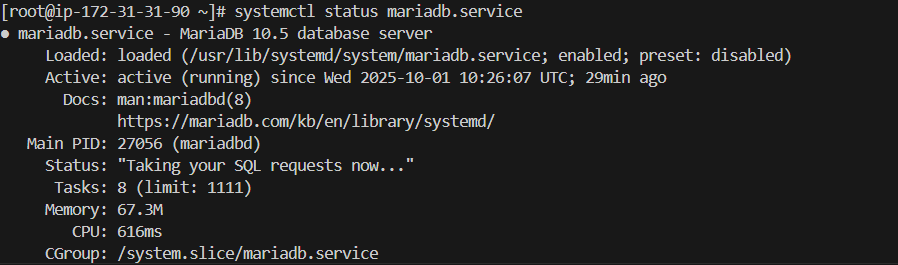 [root@ip-172-31-31-90 ~]# systemctl status mariadb.service
● mariadb.service - MariaDB 10.5 database server
Loaded: loaded (/usr/lib/systemd/system/mariadb.service; enabled; preset: disabled)
Active: active (running) since Wed 2025-10-01 10:26:07 UTC; 29min ago
Docs: man:mariadbd(8)
https://mariadb.com/kb/en/library/systemd/
Main PID: 27056 (mariadbd)
Status: "Taking your SQL requests now..."
Tasks: 8 (limit: 1111)
Memory: 67.3M
CPU: 616ms
CGroup: /system.slice/mariadb.service